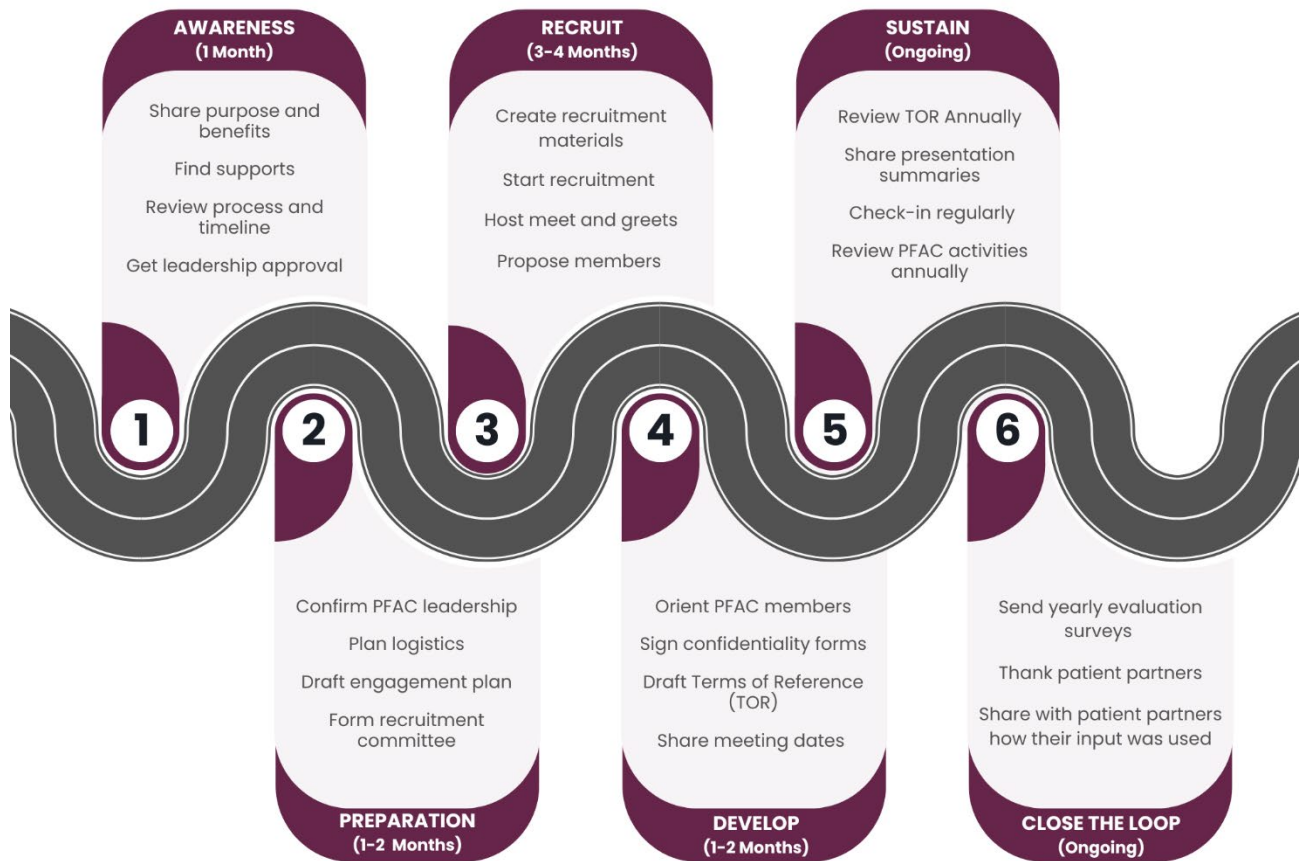 AWARENESS
(1 Month)
Share purpose and
benefits
Find supports
Review process and
timeline
Get leadership approval
1
2
Confirm PFAC leadership
Plan logistics
Draft engagement plan
Form recruitment
committee
PREPARATION
(1-2 Months)
RECRUIT
(3-4 Months)
Create recruitment
materials
Start recruitment
Host meet and greets
Propose members
3
4
Orient PFAC members
Sign confidentiality forms
Draft Terms of Reference
(TOR)
Share meeting dates
DEVELOP
(1-2 Months)
SUSTAIN
(Ongoing)
Review TOR Annually
Share presentation
summaries
Check-in regularly
Review PFAC activities
annually
5
6
Send yearly evaluation
surveys
Thank patient partners
Share with patient partners
how their input was used
CLOSE THE LOOP
(Ongoing)